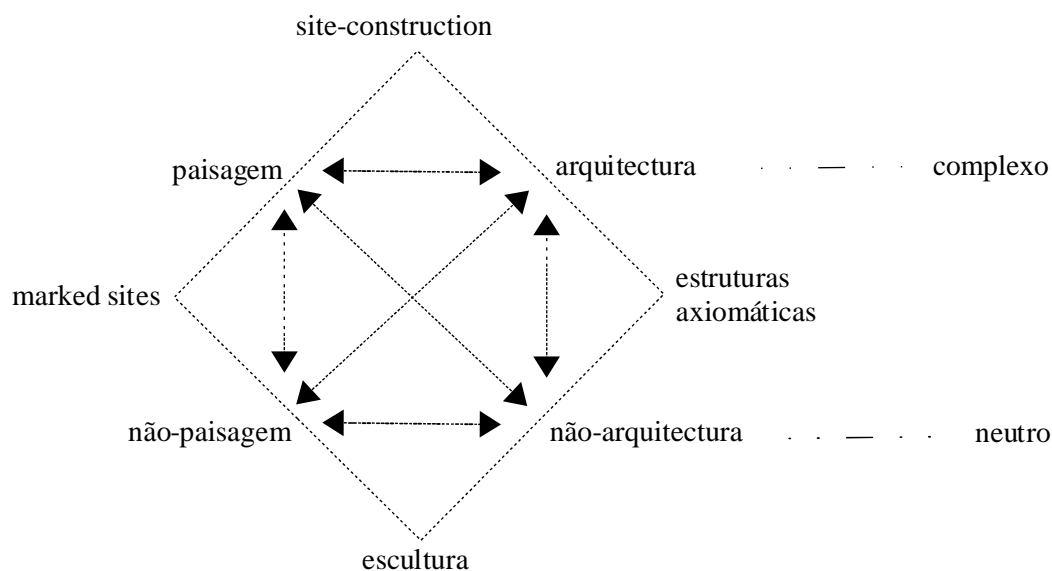 site-construction
paisagem
arquitectura
complexo
marked sites
estruturas
axiomáticas
não-paisagem
não-arquitectura
neutro
escultura